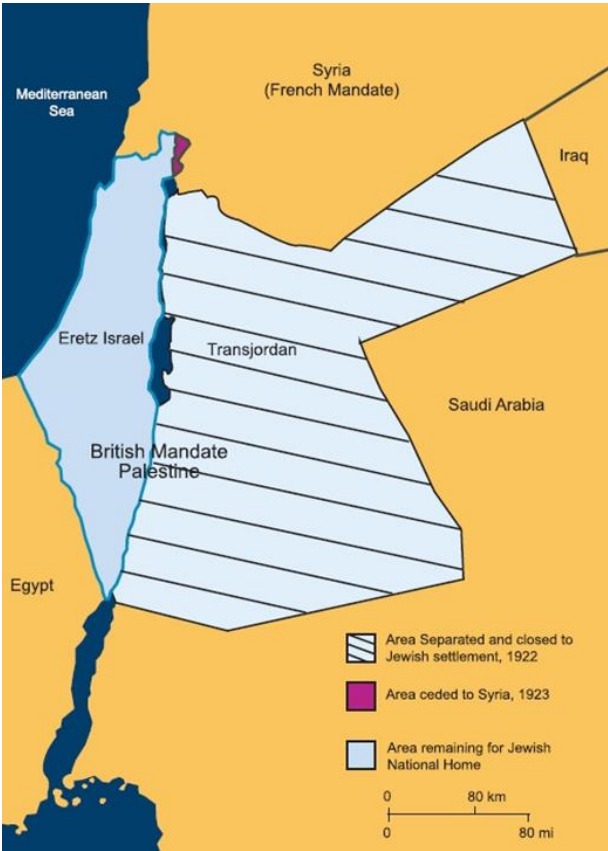 Syria
(French Mandate)
Mediterranean
Sea
Iraq
Eretz Israel
Transjordan
Saudi Arabia
British Mandate
Palestine
Egypt
Area Separated and closed to
Jewish settlement, 1922
Area ceded to Syria, 1923
Area remaining for Jewish
National Home
0 80 km
0 80 mi